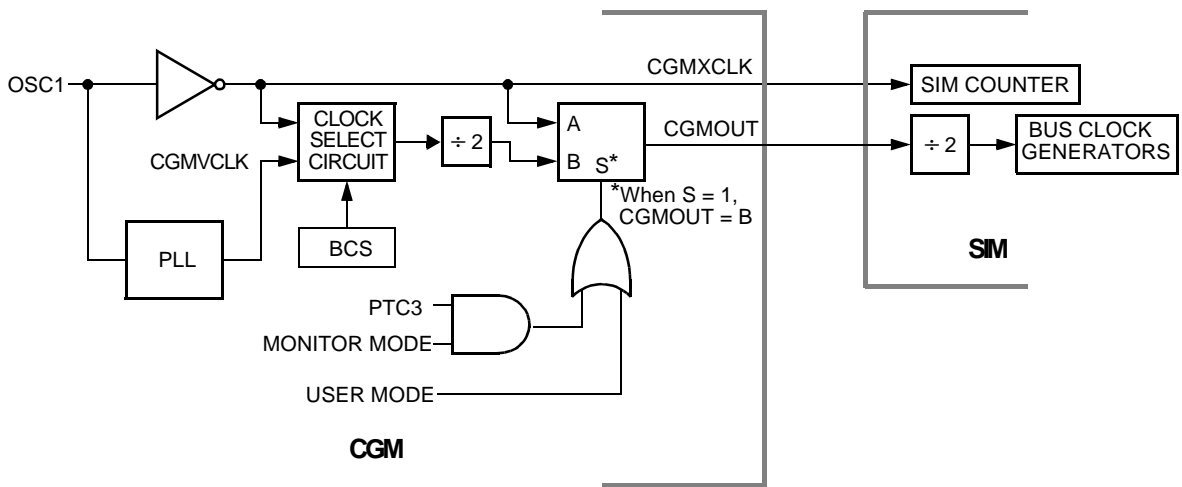 CGMXCLK
OSC1
SIM COUNTER
CLOCK
SELECT
CIRCUIT
÷ 2
A
B
S*
CGMOUT
÷ 2
BUS CLOCK
GENERATORS
CGMVCLK
*When S = 1,
CGMOUT = B
PLL
BCS
SIM
PTC3
MONITOR MODE
USER MODE
CGM